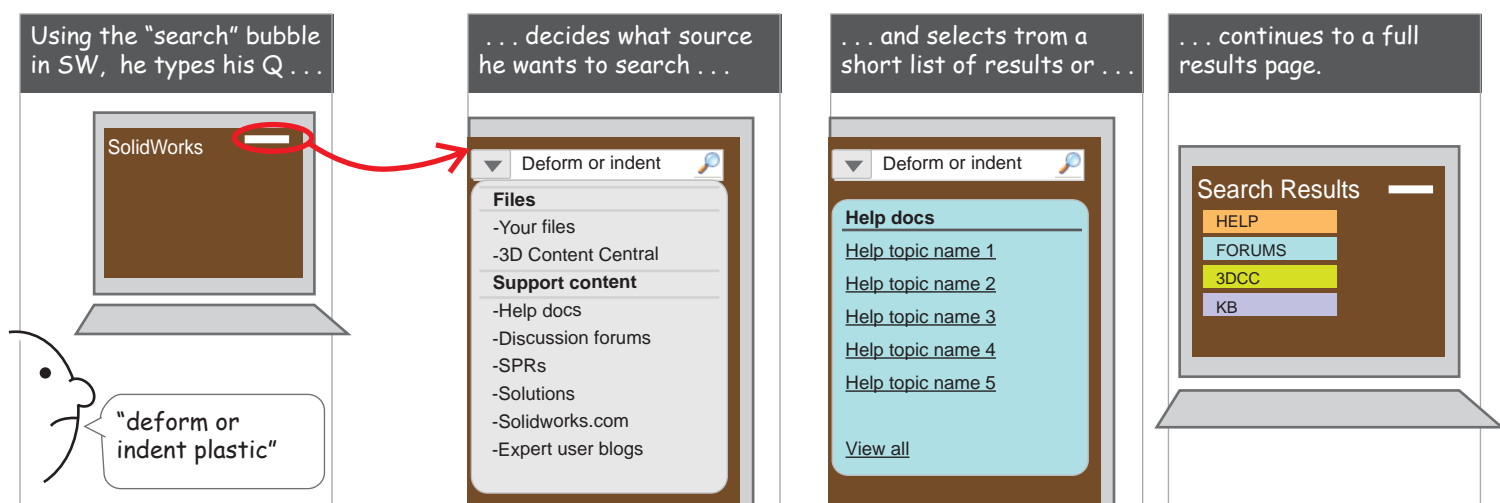 Using the “search” bubble
in SW, he types his Q . . .
SolidWorks
“deform or
indent plastic”
. . . decides what source
he wants to search . . .
Deform or indent
Files
-Your files
-3D Content Central
Support content
-Help docs
-Discussion forums
-SPRs
-Solutions
-Solidworks.com
-Expert user blogs
. . . and selects trom a
short list of results or . . .
Deform or indent
Help docs
Help topic name 1
Help topic name 2
Help topic name 3
Help topic name 4
Help topic name 5
View all
. . . continues to a full
results page.
Search Results
HELP
FORUMS
3DCC
KB